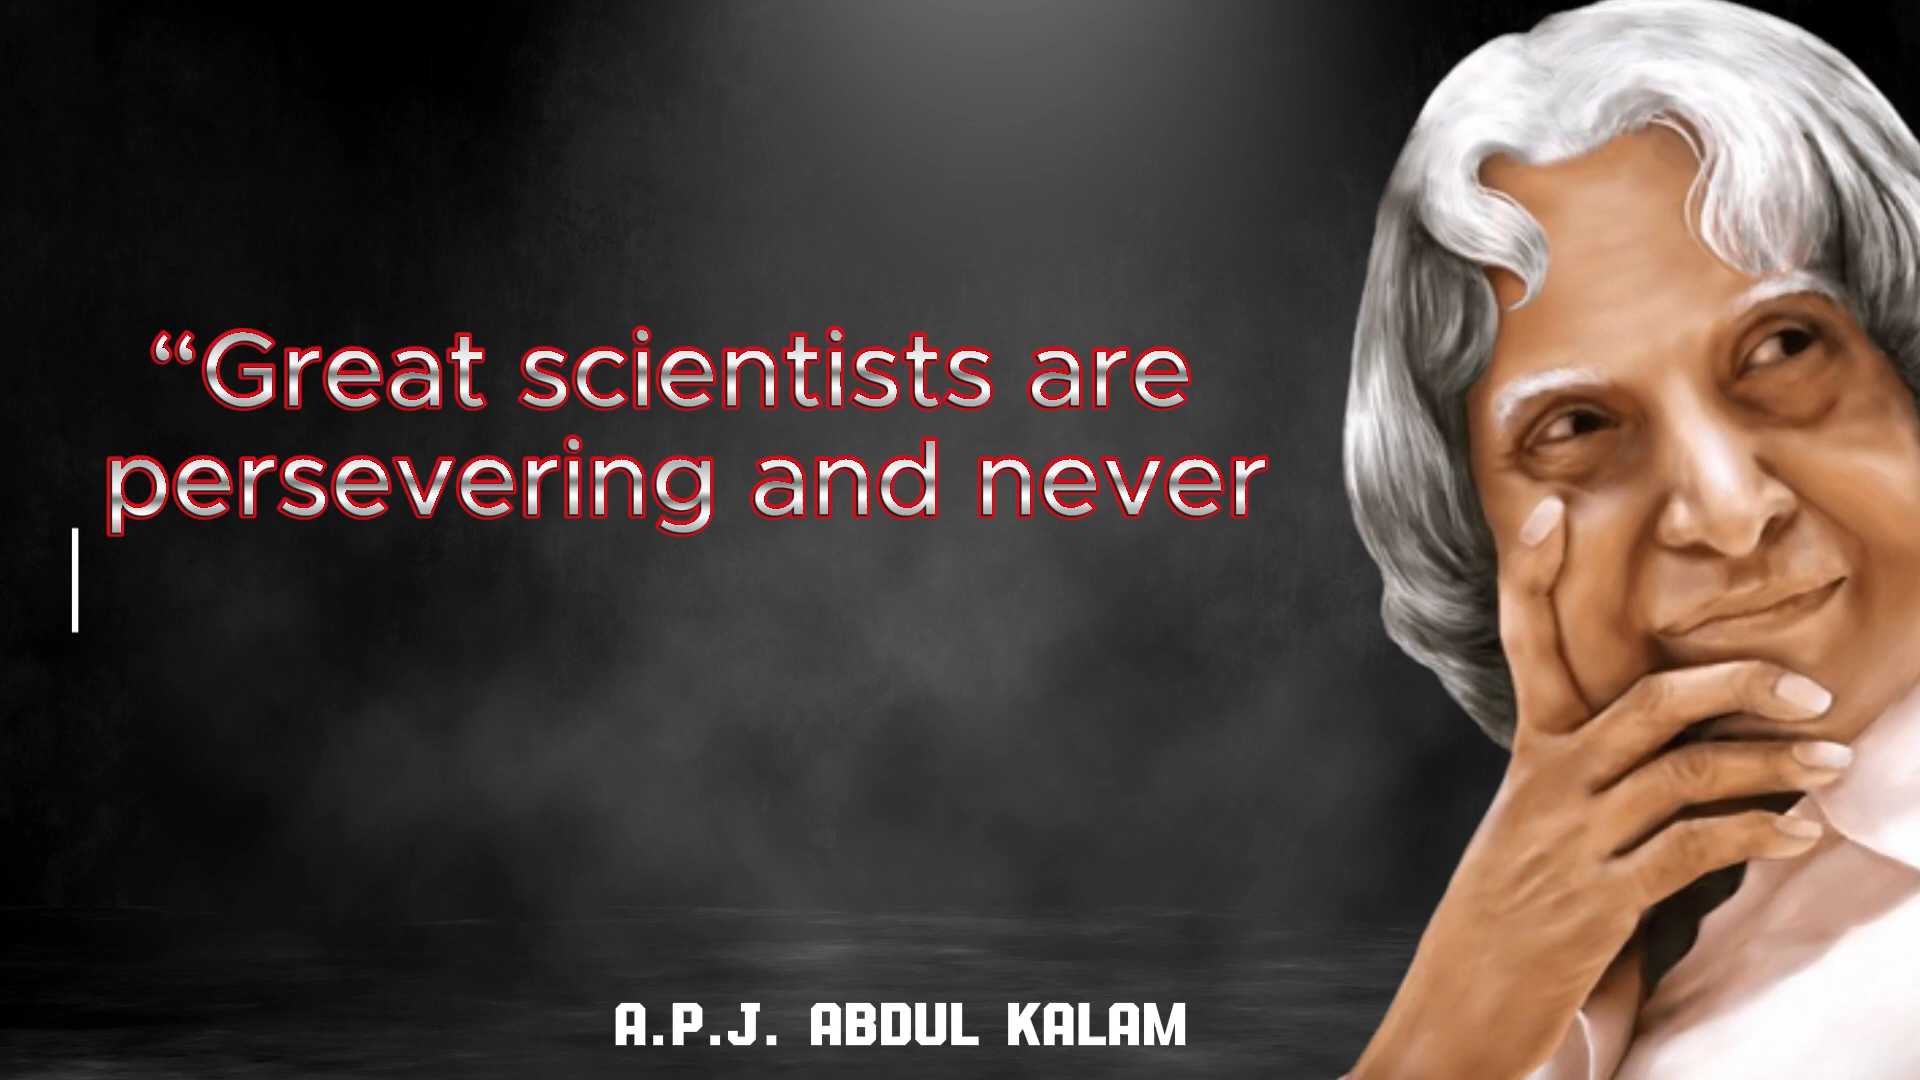 “Great scientists are
persevering and never
A.P.J. ABDUL KALAM